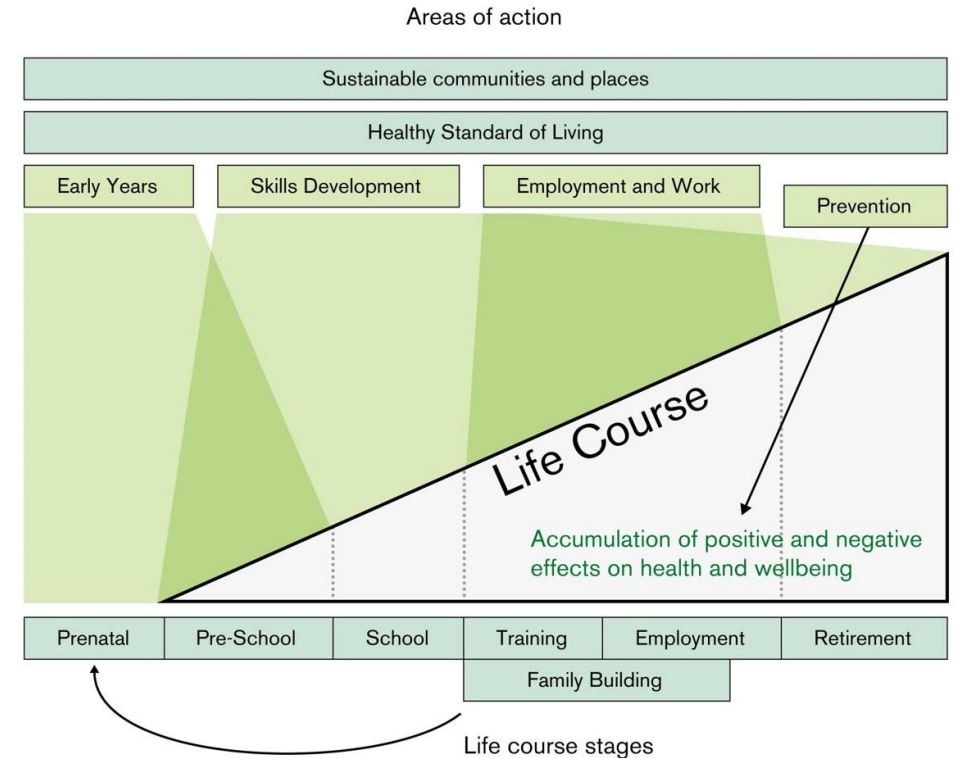 Areas of action
Sustainable communities and places
Healthy Standard of Living
Early Years
Skills Development
Employment and Work
Prevention
Life Course
Accumulation of positive and negative
effects on health and wellbeing
Prenatal
Pre-School
School
Training
Employment
Retirement
Family Building
Life course stages